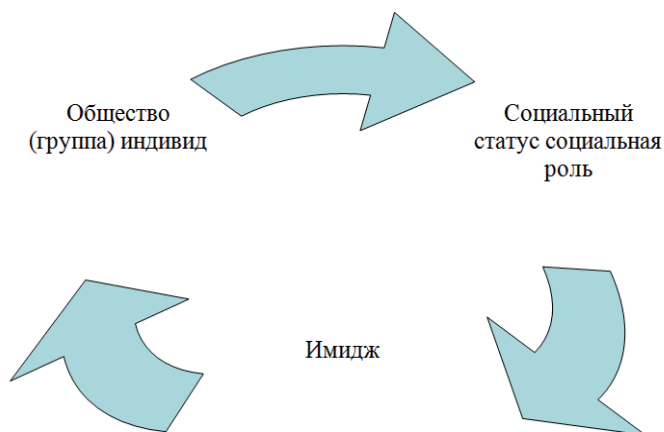 Общество
(группа) индивид
Социальный
статус социальная
роль
Имидж